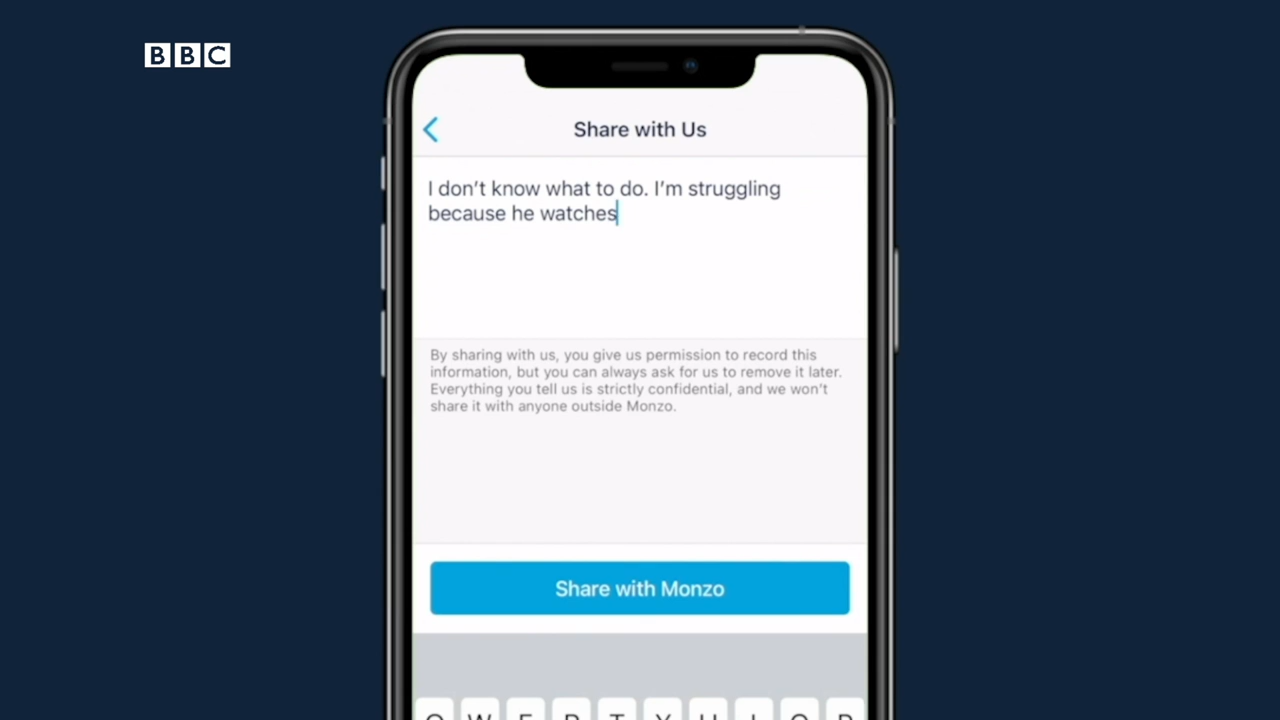 BBC
Share with Us
I don't know what to do. I'm struggling
because he watches
By sharing with us, you give us permission to record this
information, but you can always ask for us to remove it later.
Everything you tell us is strictly confidential, and we won't
share it with anyone outside Monzo.
Share with Monzo
Q W E R T Y U I O P